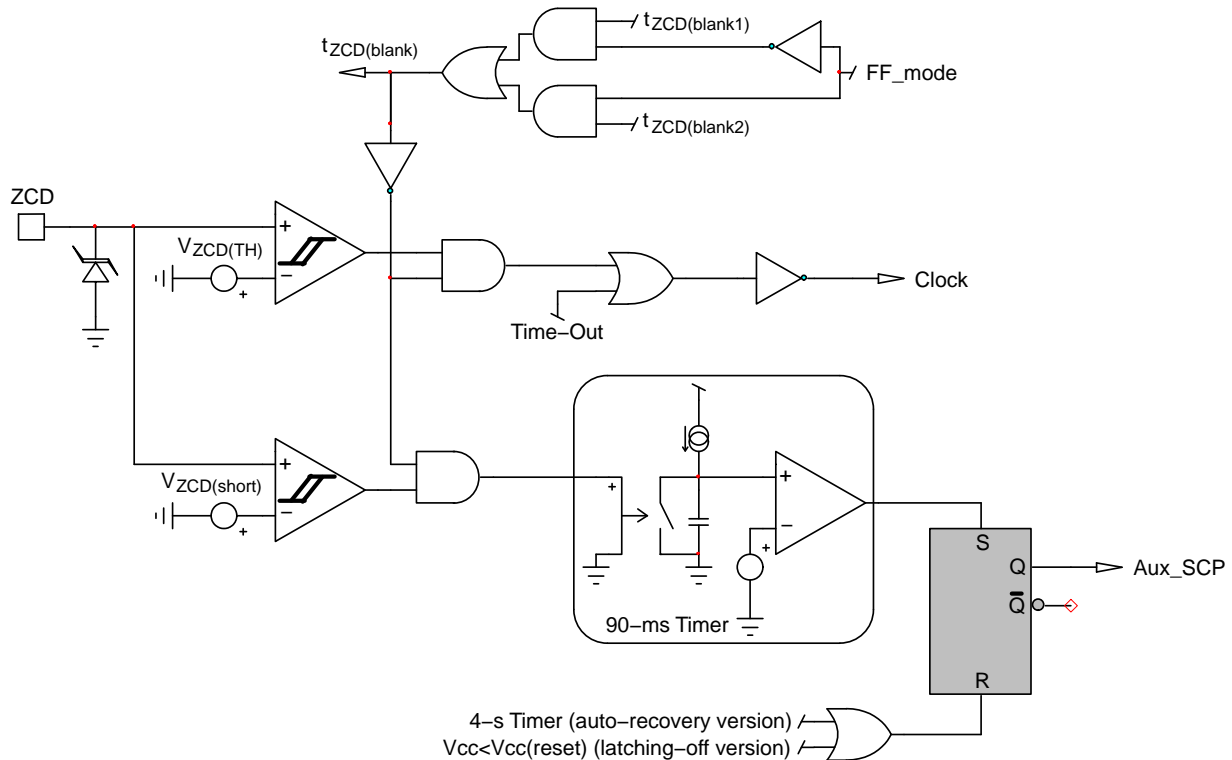 tZCD(blank1)
tZCD(blank)
FF_mode
tZCD(blank2)
ZCD
+
VZCD(TH)
−
+
Clock
Time−Out
+
VZCD(short)
−
+
+
+
−
+
90−ms Timer
S
Q
Aux_SCP
Q̅
R
4−s Timer (auto−recovery version)
Vcc<Vcc(reset) (latching−off version)